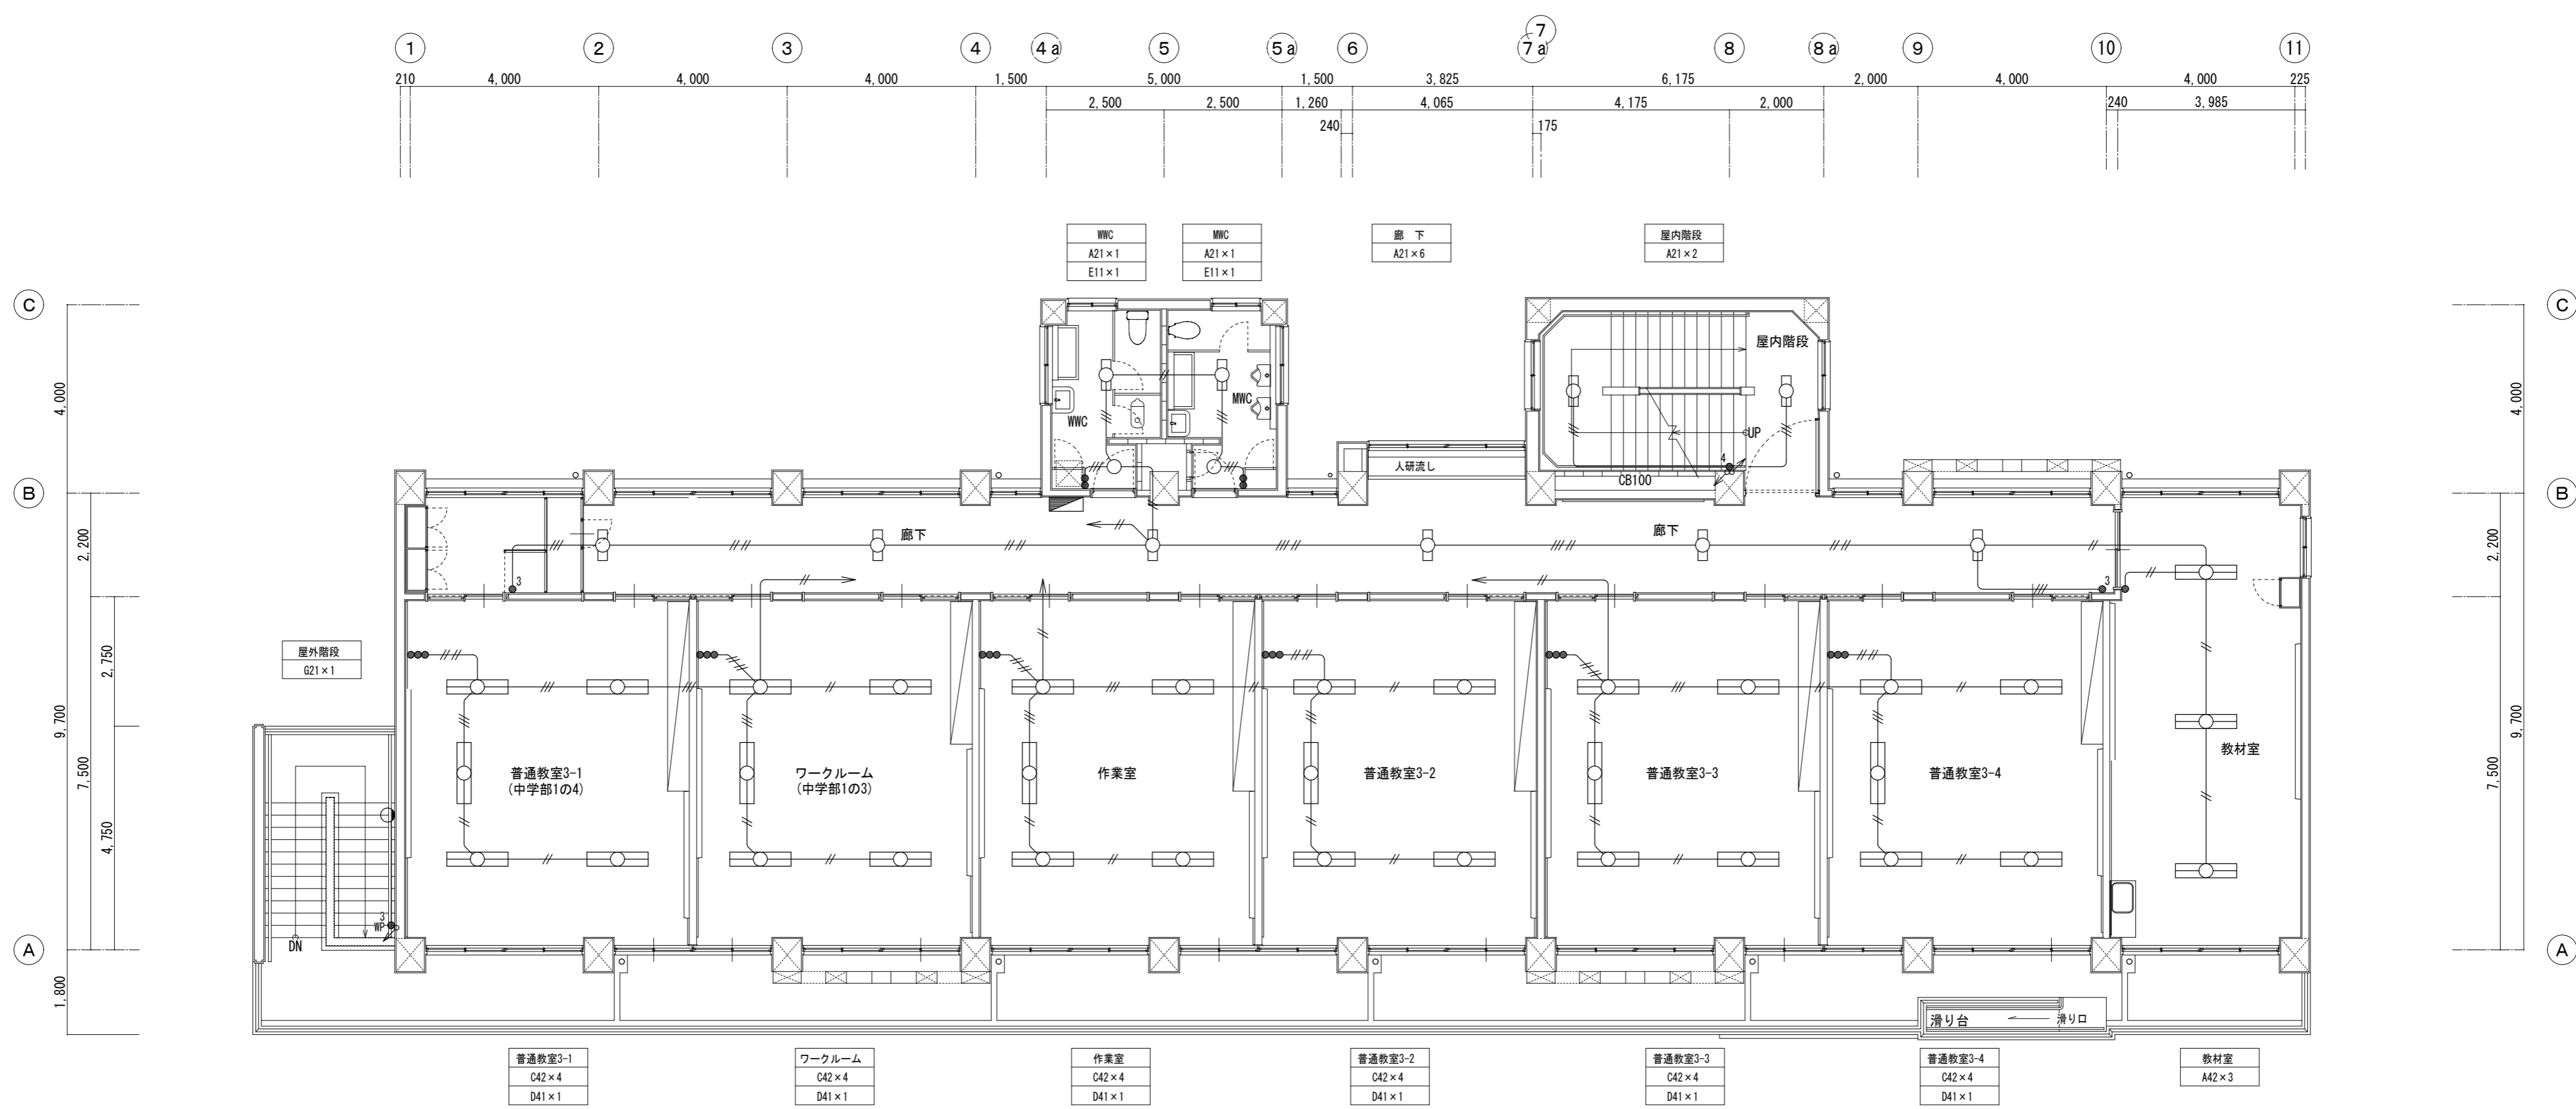 1 2 3 4 4a 5 5a 6 7 7a 8 8a 9 10 11
210 4,000 4,000 4,000 1,500 5,000 1,500 3,825 6,175 2,000 4,000 4,000 225
2,500 2,500 1,260 4,065 4,175 2,000 240 3,985
240 175
WWC
A21×1
E11×1
MWC
A21×1
E11×1
廊 下
A21×6
屋内階段
A21×2
C
C
4,000
4,000
屋内階段
WWC
MWC
UP
4
人研流し
CB100
B
B
2,200
2,200
廊下
廊下
3
3
屋外階段
G21×1
2,750
9,700
7,500
4,750
9,700
7,500
普通教室3-1
(中学部1の4)
ワークルーム
(中学部1の3)
作業室
普通教室3-2
普通教室3-3
普通教室3-4
教材室
3
WP
DN
A
A
1,800
滑り台
滑り口
普通教室3-1
C42×4
D41×1
ワークルーム
C42×4
D41×1
作業室
C42×4
D41×1
普通教室3-2
C42×4
D41×1
普通教室3-3
C42×4
D41×1
普通教室3-4
C42×4
D41×1
教材室
A42×3